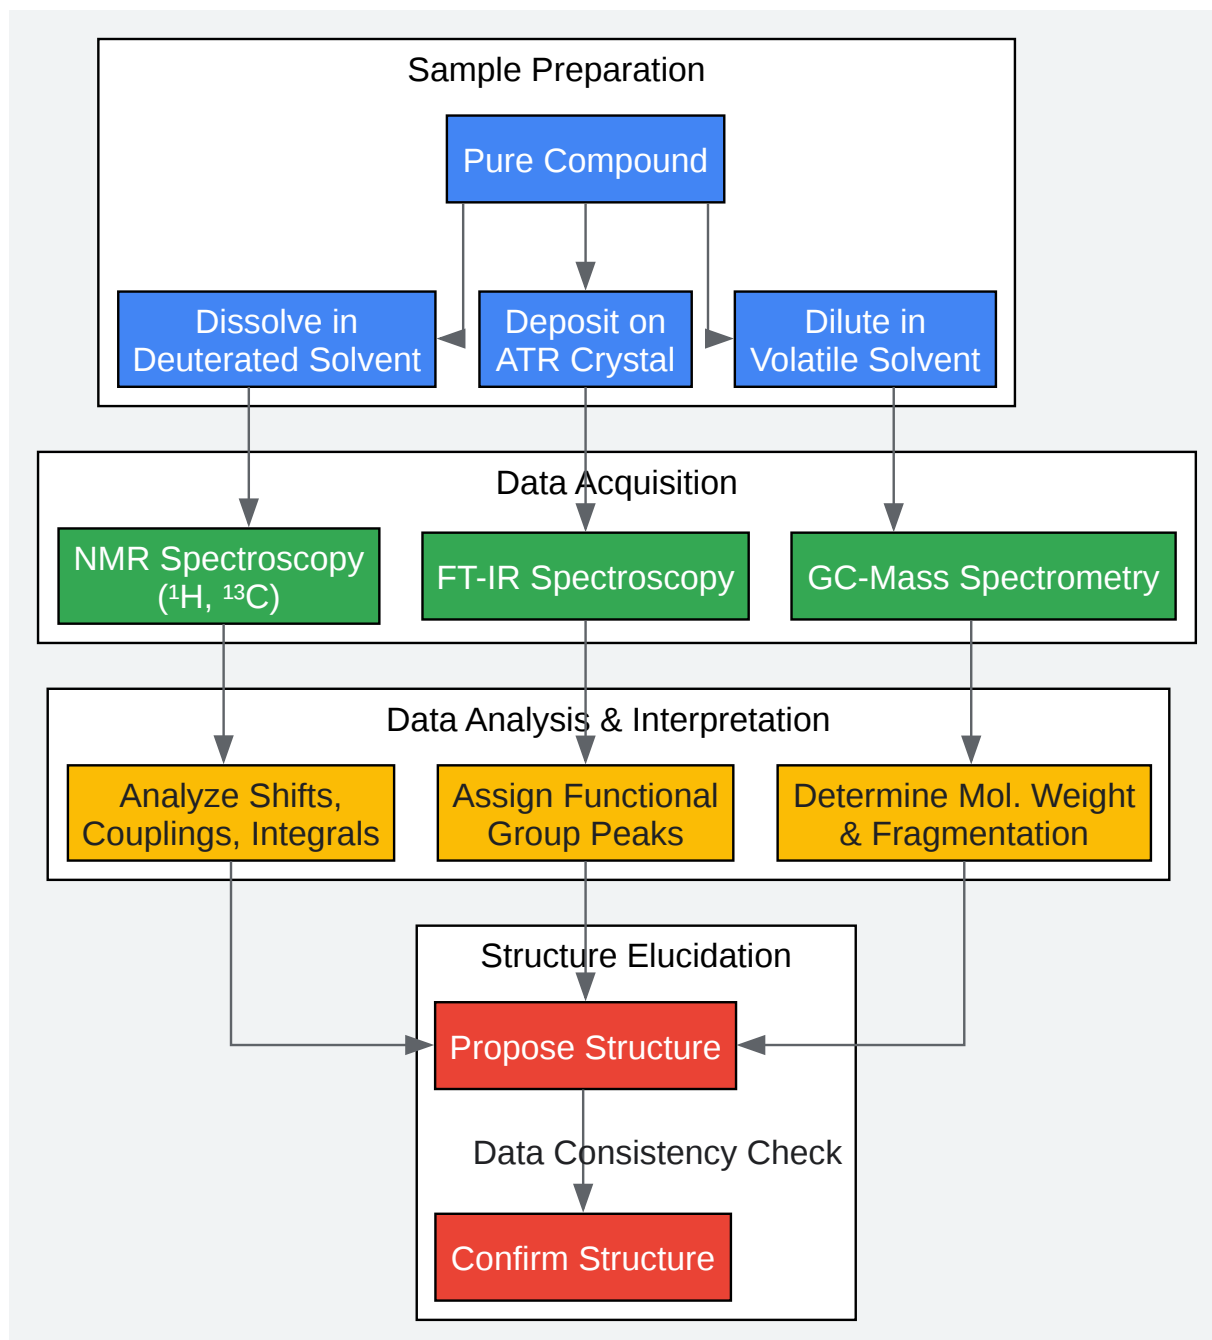 Sample Preparation
Pure Compound
Dissolve in
Deuterated Solvent
Deposit on
ATR Crystal
Dilute in
Volatile Solvent
Data Acquisition
NMR Spectroscopy
(¹H, ¹³C)
FT-IR Spectroscopy
GC-Mass Spectrometry
Data Analysis & Interpretation
Analyze Shifts,
Couplings, Integrals
Assign Functional
Group Peaks
Determine Mol. Weight
& Fragmentation
Structure Elucidation
Propose Structure
Data Consistency Check
Confirm Structure